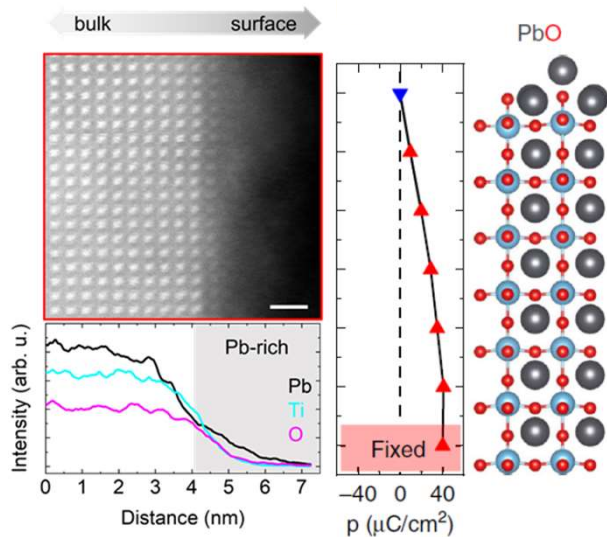 bulk surface
PbO
Intensity (arb. u.)
Pb-rich
Pb
Ti
O
0 1 2 3 4 5 6 7
Distance (nm)
Fixed
−40 0 40
p (μC/cm²)